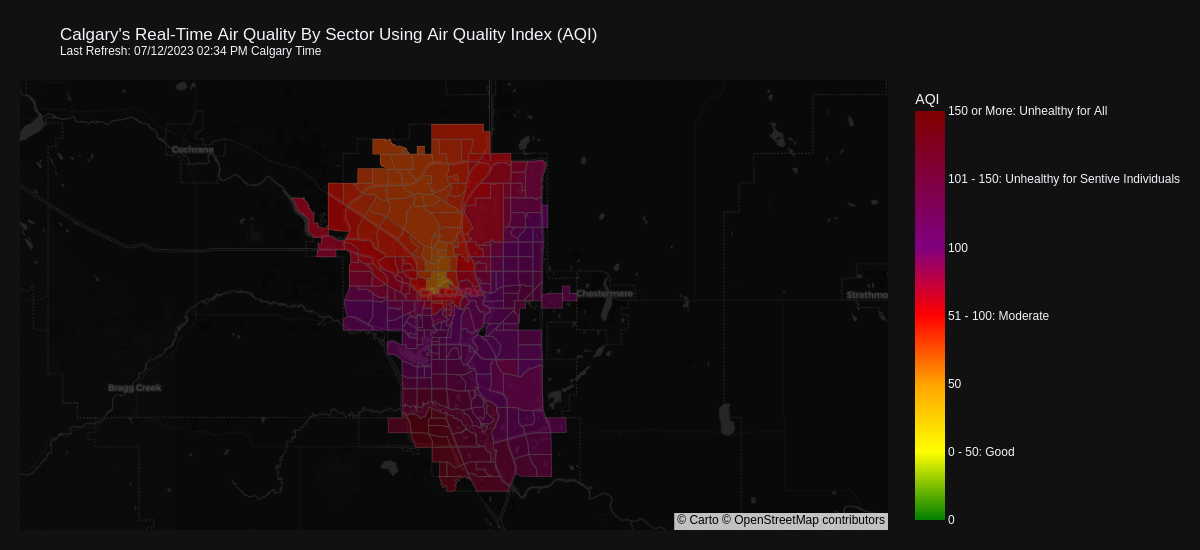 Calgary's Real-Time Air Quality By Sector Using Air Quality Index (AQI)
Last Refresh: 07/12/2023 02:34 PM Calgary Time
AQI
150 or More: Unhealthy for All
Cochrane
101 - 150: Unhealthy for Sentive Individuals
100
CALGARY
Chestermere
Strathmo
51 - 100: Moderate
Bragg Creek
50
0 - 50: Good
© Carto © OpenStreetMap contributors
0